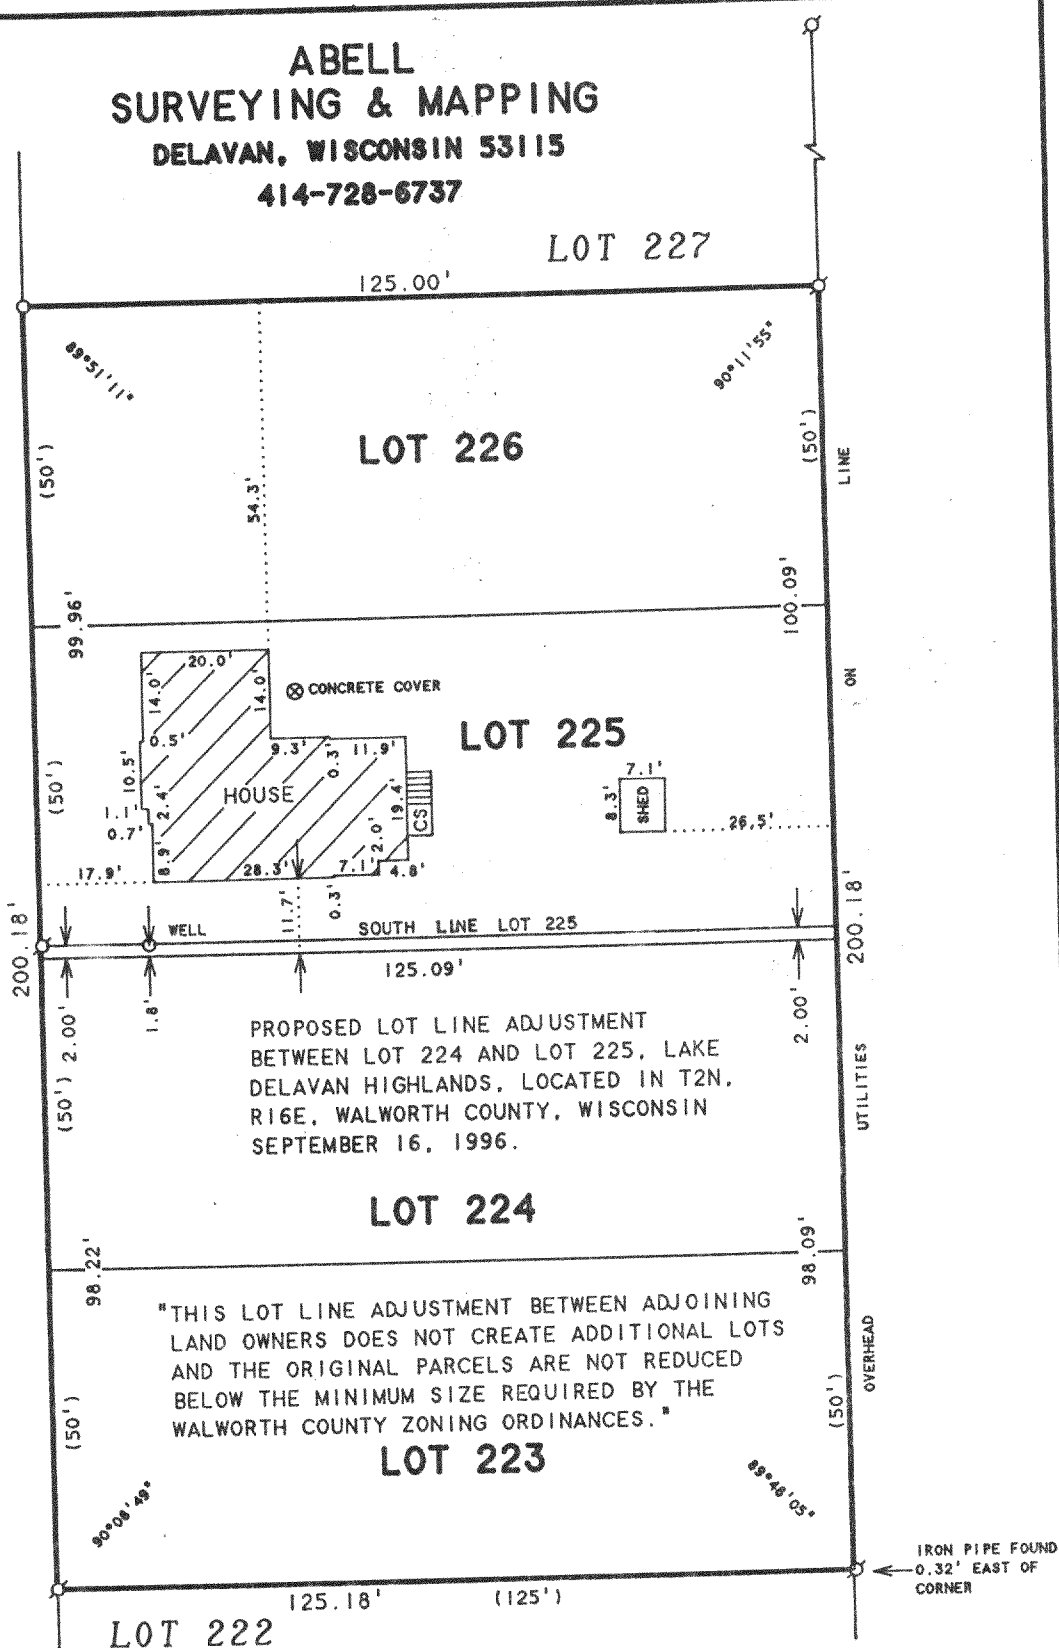 ABELL
SURVEYING & MAPPING
DELAVAN, WISCONSIN 53115
414-728-6737
LOT 227
125.00'
89°51'11"
90°11'55"
(50')
(50')
LOT 226
LINE
54.3'
99.96'
100.09'
20.0'
14.0'
14.0'
CONCRETE COVER
ON
LOT 225
0.5'
9.3'
0.3'
11.9'
10.5'
(50')
HOUSE
2.4'
19.4'
CS
7.1'
8.3'
SHED
26.5'
1.1'
0.7'
8.9'
2.0'
17.9'
28.3'
7.1'
4.8'
11.7'
0.3'
200.18'
200.18'
WELL
SOUTH LINE LOT 225
125.09'
2.00'
1.8'
2.00'
PROPOSED LOT LINE ADJUSTMENT
BETWEEN LOT 224 AND LOT 225, LAKE
DELAVAN HIGHLANDS, LOCATED IN T2N,
R16E, WALWORTH COUNTY, WISCONSIN
SEPTEMBER 16, 1996.
(50')
UTILITIES
LOT 224
98.22'
98.09'
"THIS LOT LINE ADJUSTMENT BETWEEN ADJOINING
LAND OWNERS DOES NOT CREATE ADDITIONAL LOTS
AND THE ORIGINAL PARCELS ARE NOT REDUCED
BELOW THE MINIMUM SIZE REQUIRED BY THE
WALWORTH COUNTY ZONING ORDINANCES."
OVERHEAD
(50')
(50')
LOT 223
90°08'49"
89°48'05"
IRON PIPE FOUND
0.32' EAST OF
CORNER
125.18'
(125')
LOT 222